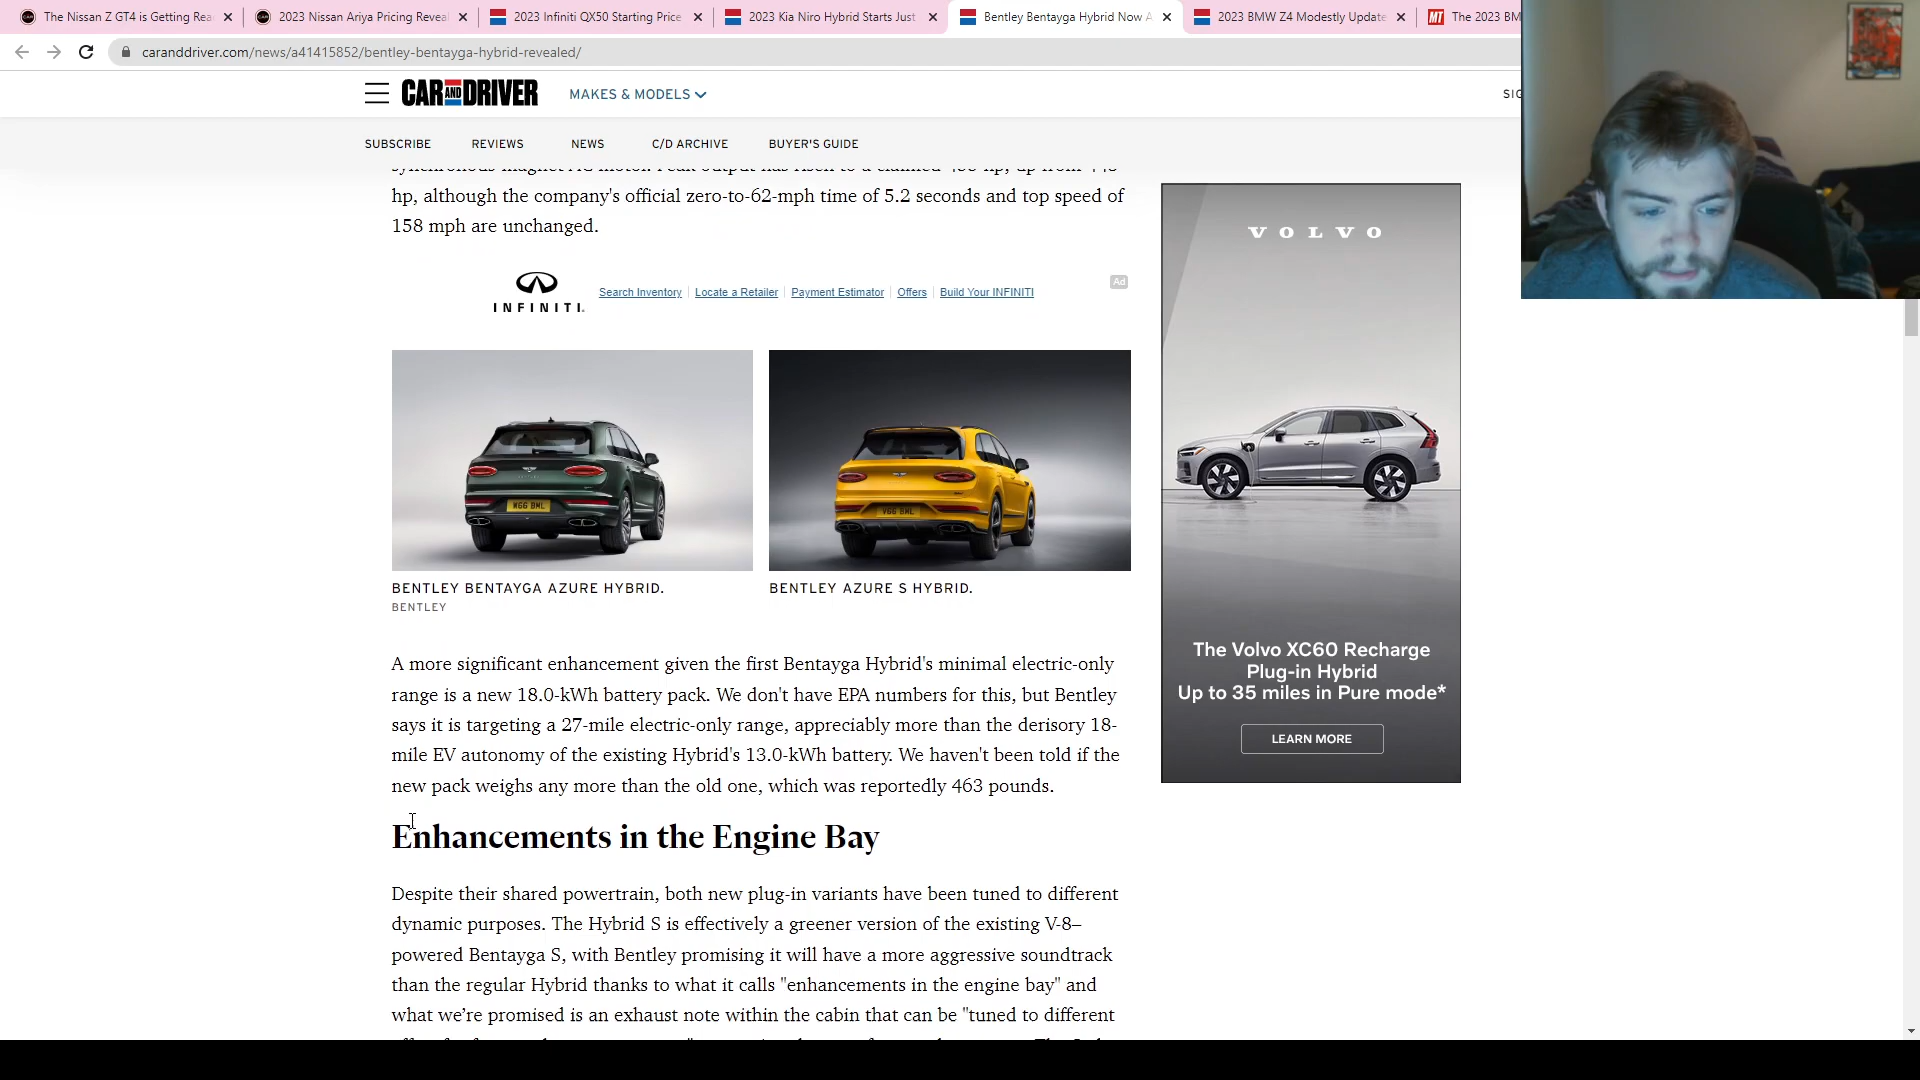 The Nissan Z GT4 is Getting Rea
2023 Nissan Ariya Pricing Reveal
2023 Infiniti QX50 Starting Price
2023 Kia Niro Hybrid Starts Just
Bentley Bentayga Hybrid Now A
2023 BMW Z4 Modestly Update
MT The 2023 BM
caranddriver.com/news/a41415852/bentley-bentayga-hybrid-revealed/
CAR AND DRIVER
MAKES & MODELS
SIG
SUBSCRIBE
REVIEWS
NEWS
C/D ARCHIVE
BUYER'S GUIDE
synchronous magnet AC motor. Peak output has risen to a claimed
hp, although the company's official zero-to-62-mph time of 5.2 seconds and top speed of
158 mph are unchanged.
INFINITI.
Search Inventory
Locate a Retailer
Payment Estimator
Offers
Build Your INFINITI
Ad
BENTLEY BENTAYGA AZURE HYBRID.
BENTLEY
BENTLEY AZURE S HYBRID.
A more significant enhancement given the first Bentayga Hybrid's minimal electric-only
range is a new 18.0-kWh battery pack. We don't have EPA numbers for this, but Bentley
says it is targeting a 27-mile electric-only range, appreciably more than the derisory 18-
mile EV autonomy of the existing Hybrid's 13.0-kWh battery. We haven't been told if the
new pack weighs any more than the old one, which was reportedly 463 pounds.
Enhancements in the Engine Bay
Despite their shared powertrain, both new plug-in variants have been tuned to different
dynamic purposes. The Hybrid S is effectively a greener version of the existing V-8–
powered Bentayga S, with Bentley promising it will have a more aggressive soundtrack
than the regular Hybrid thanks to what it calls "enhancements in the engine bay" and
what we’re promised is an exhaust note within the cabin that can be "tuned to different
VOLVO
The Volvo XC60 Recharge
Plug-in Hybrid
Up to 35 miles in Pure mode*
LEARN MORE